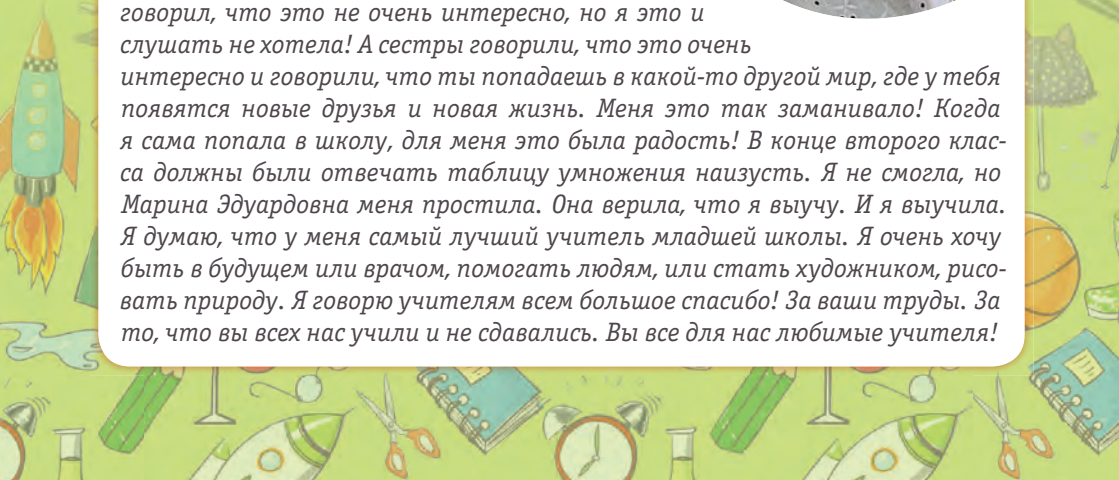 говорил, что это не очень интересно, но я это и
слушать не хотела! А сестры говорили, что это очень
интересно и говорили, что ты попадаешь в какой-то другой мир, где у тебя
появятся новые друзья и новая жизнь. Меня это так заманивало! Когда
я сама попала в школу, для меня это была радость! В конце второго клас-
са должны были отвечать таблицу умножения наизусть. Я не смогла, но
Марина Эдуардовна меня простила. Она верила, что я выучу. И я выучила.
Я думаю, что у меня самый лучший учитель младшей школы. Я очень хочу
быть в будущем или врачом, помогать людям, или стать художником, рисо-
вать природу. Я говорю учителям всем большое спасибо! За ваши труды. За
то, что вы всех нас учили и не сдавались. Вы все для нас любимые учителя!